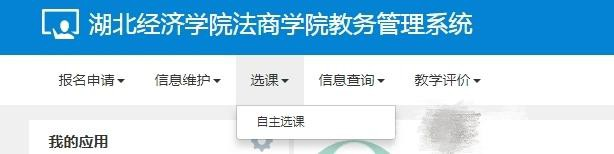 湖北经济学院法商学院教务管理系统
报名申请 信息维护 选课 信息查询 教学评价
自主选课
我的应用